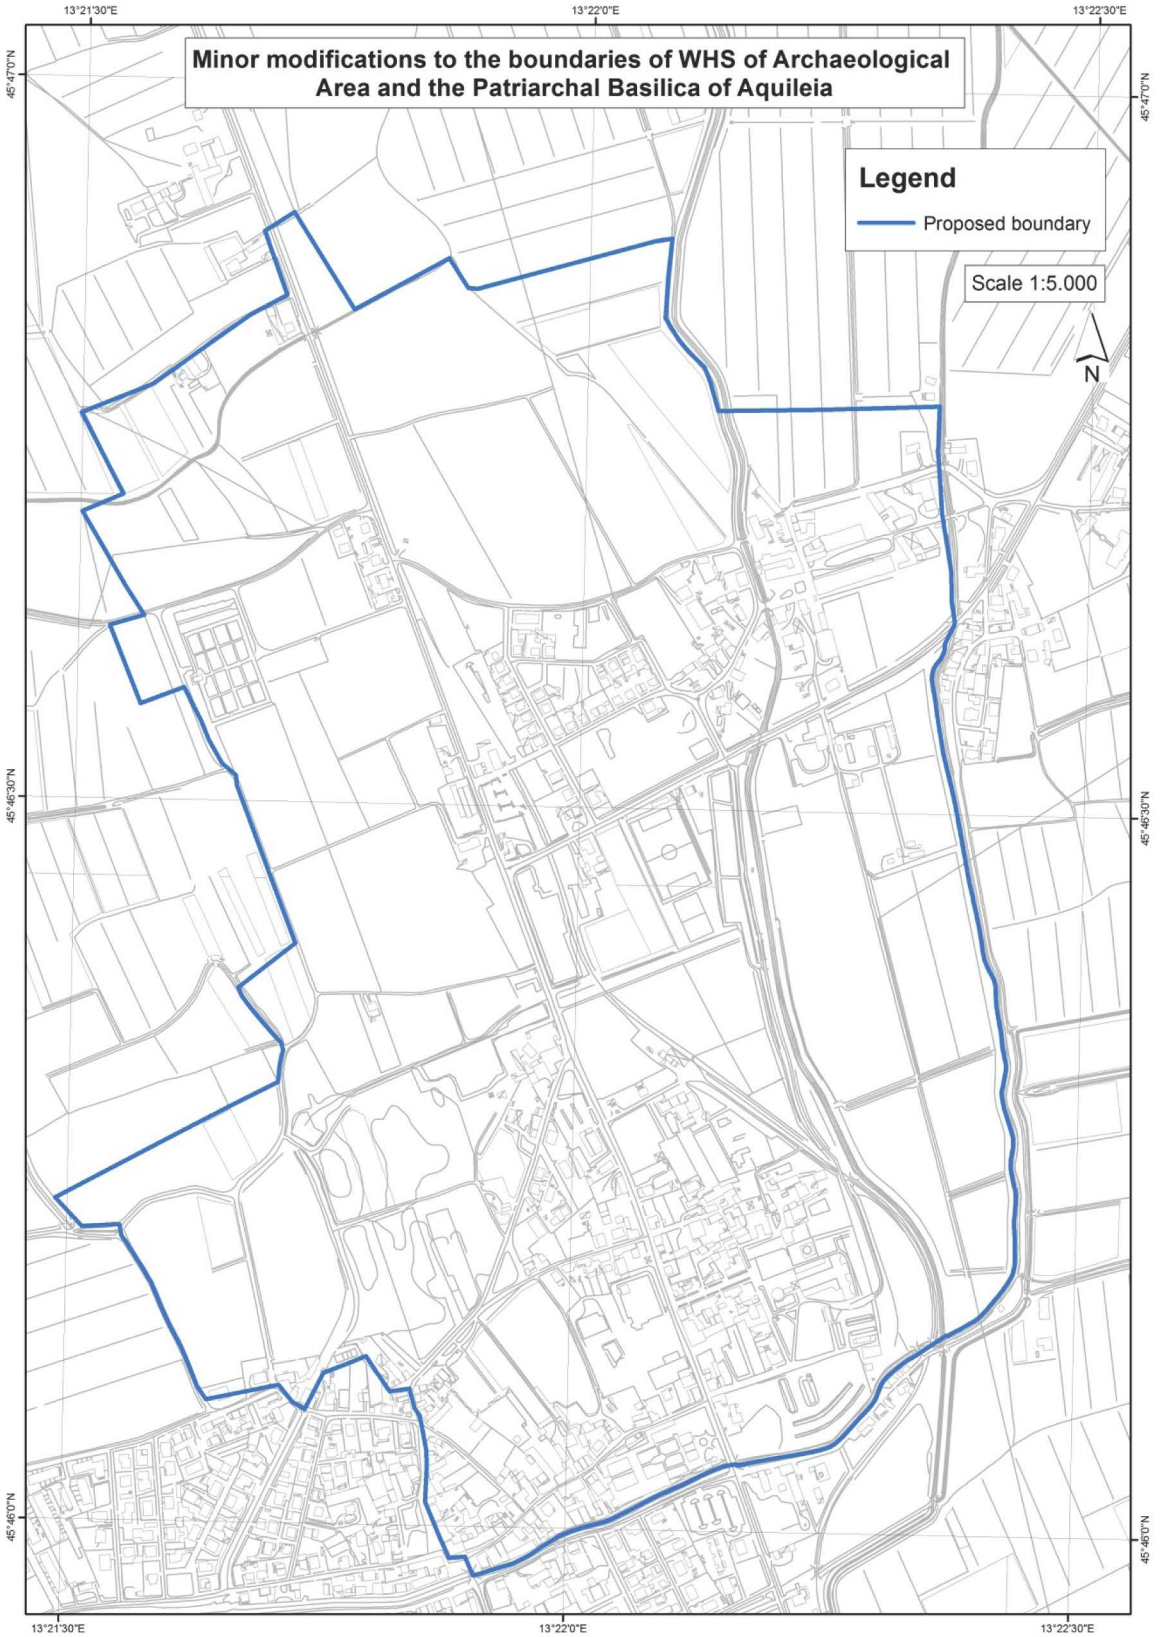 13°21'30"E 13°22'0"E 13°22'30"E
Minor modifications to the boundaries of WHS of Archaeological
Area and the Patriarchal Basilica of Aquileia
45°47'0"N
45°47'0"N
Legend
Proposed boundary
Scale 1:5.000
N
45°46'30"N
45°46'30"N
45°46'0"N
45°46'0"N
13°21'30"E 13°22'0"E 13°22'30"E